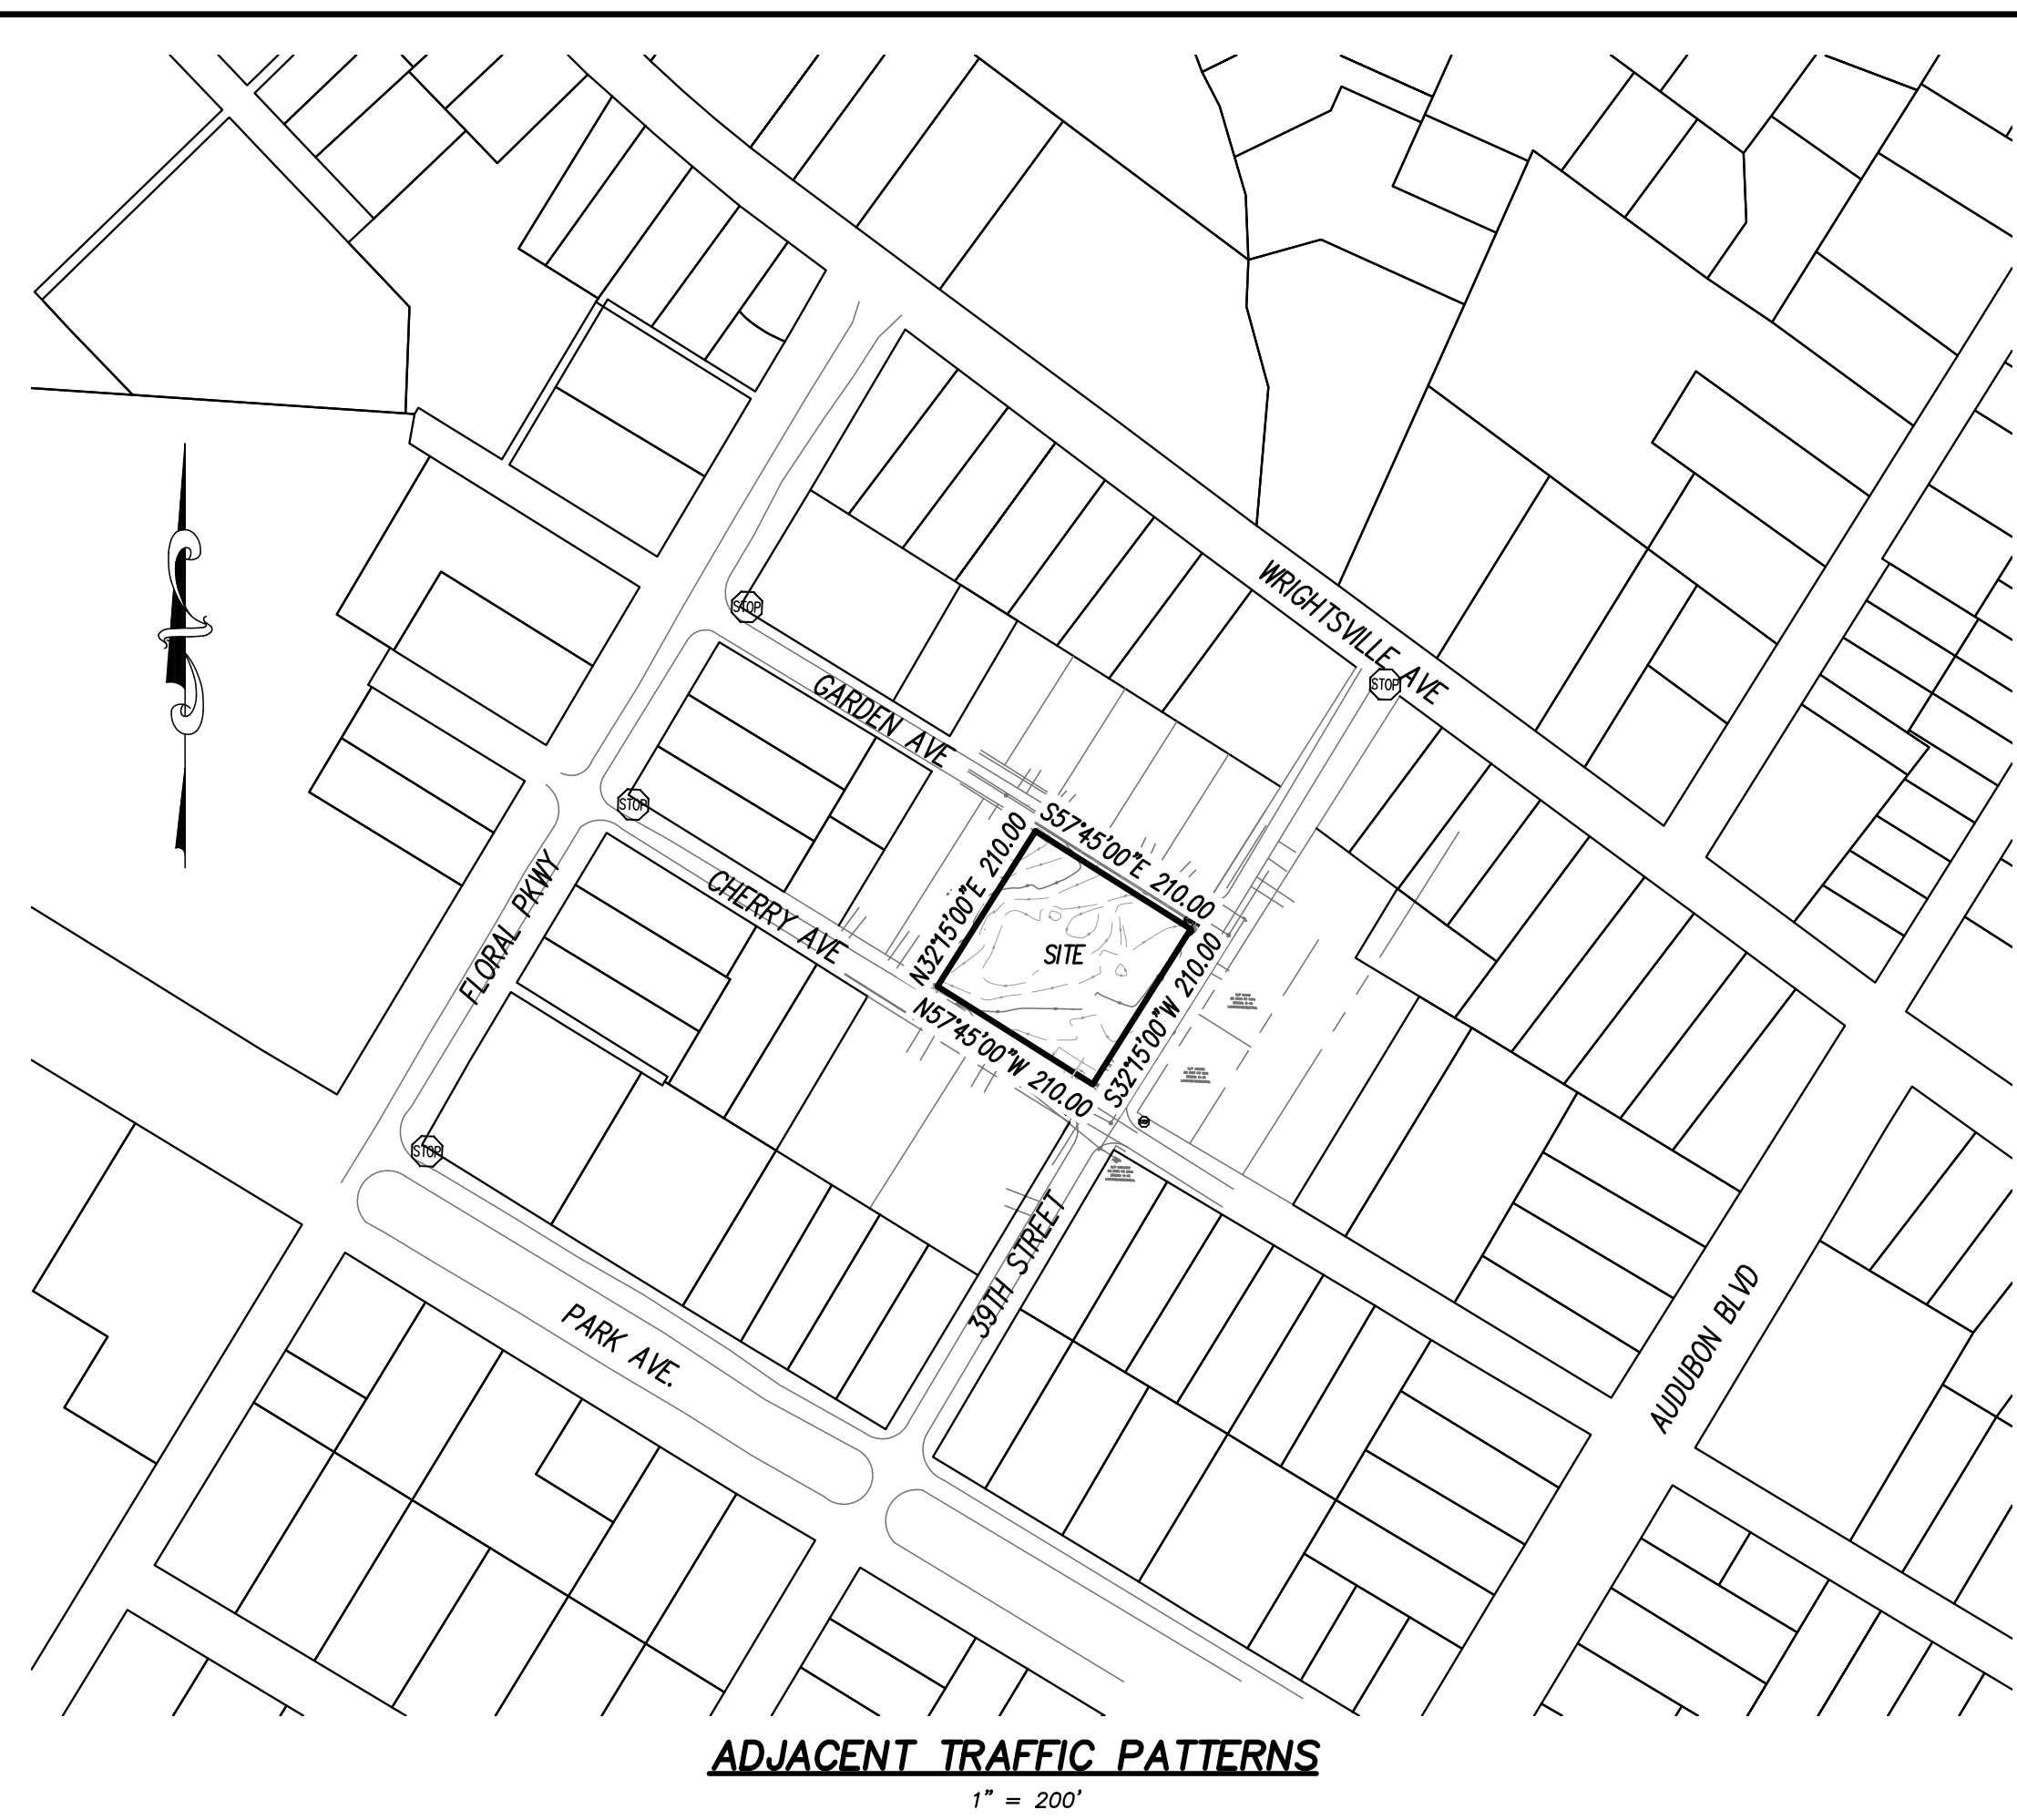 STOP
WRIGHTSVILLE AVE
STOP
GARDEN AVE
STOP
S57°45'00"E 210.00
N32°15'00"E 210.00
CHERRY AVE
FLORAL PKWY
SITE
S32°15'00"W 210.00
N57°45'00"W 210.00
STOP
39TH STREET
PARK AVE.
AUDUBON BLVD
ADJACENT TRAFFIC PATTERNS
1" = 200'